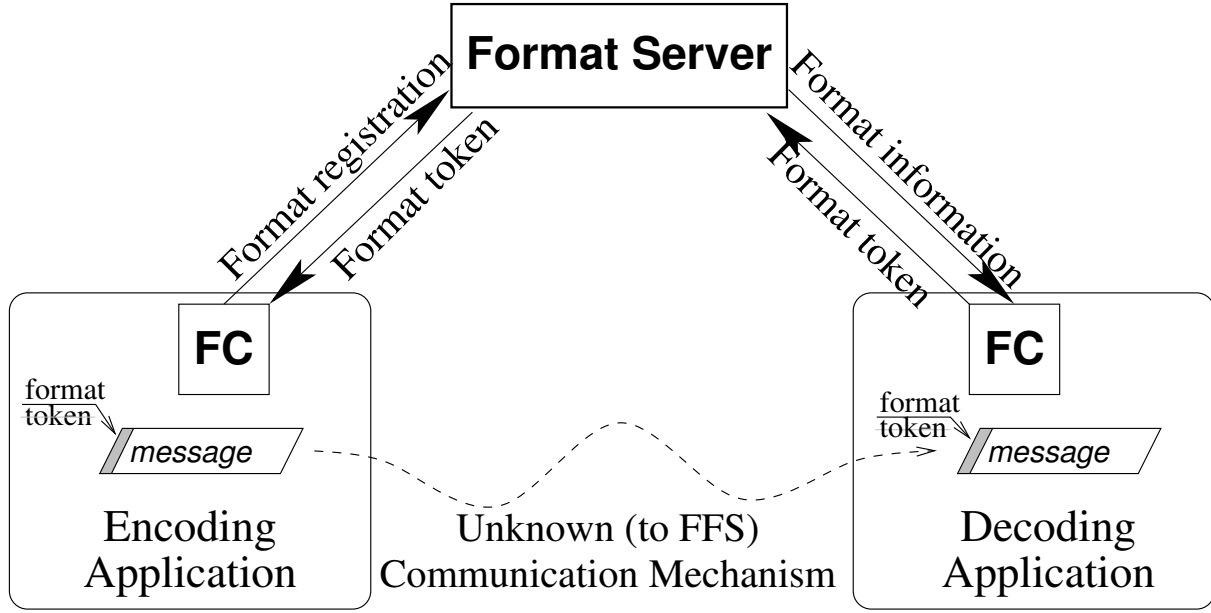 Format Server
Format registration
Format token
Format information
Format token
FC
FC
format
token
message
format
token
message
Encoding
Application
Unknown (to FFS)
Communication Mechanism
Decoding
Application